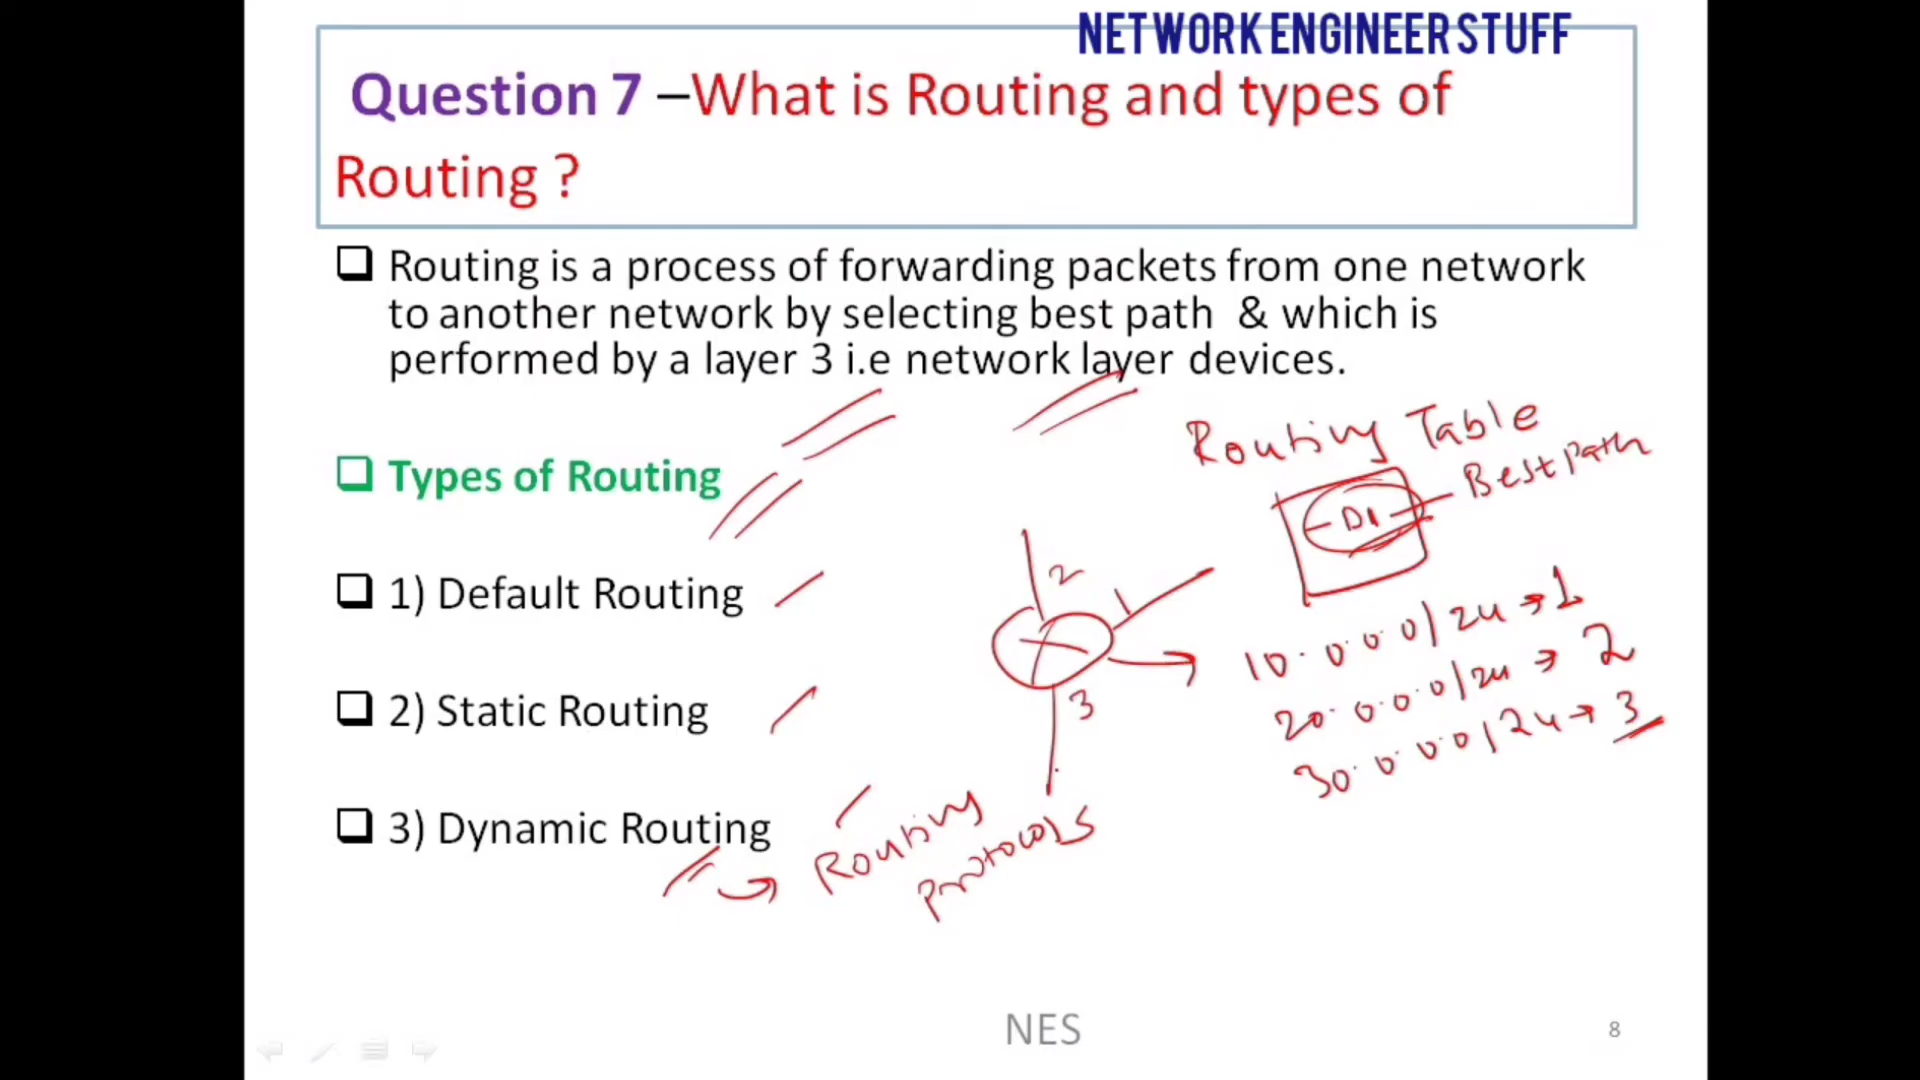 NETWORK ENGINEER STUFF
Question 7 –What is Routing and types of
Routing ?
Routing is a process of forwarding packets from one network
to another network by selecting best path & which is
performed by a layer 3 i.e network layer devices.
Routing Table
Best Path
D1
Types of Routing
1) Default Routing
2
1
3
10.0.0.0/24 → 1
20.0.0.0/24 → 2
30.0.0.0/24 → 3
2) Static Routing
3) Dynamic Routing
→ Routing
Protocols
NES
8